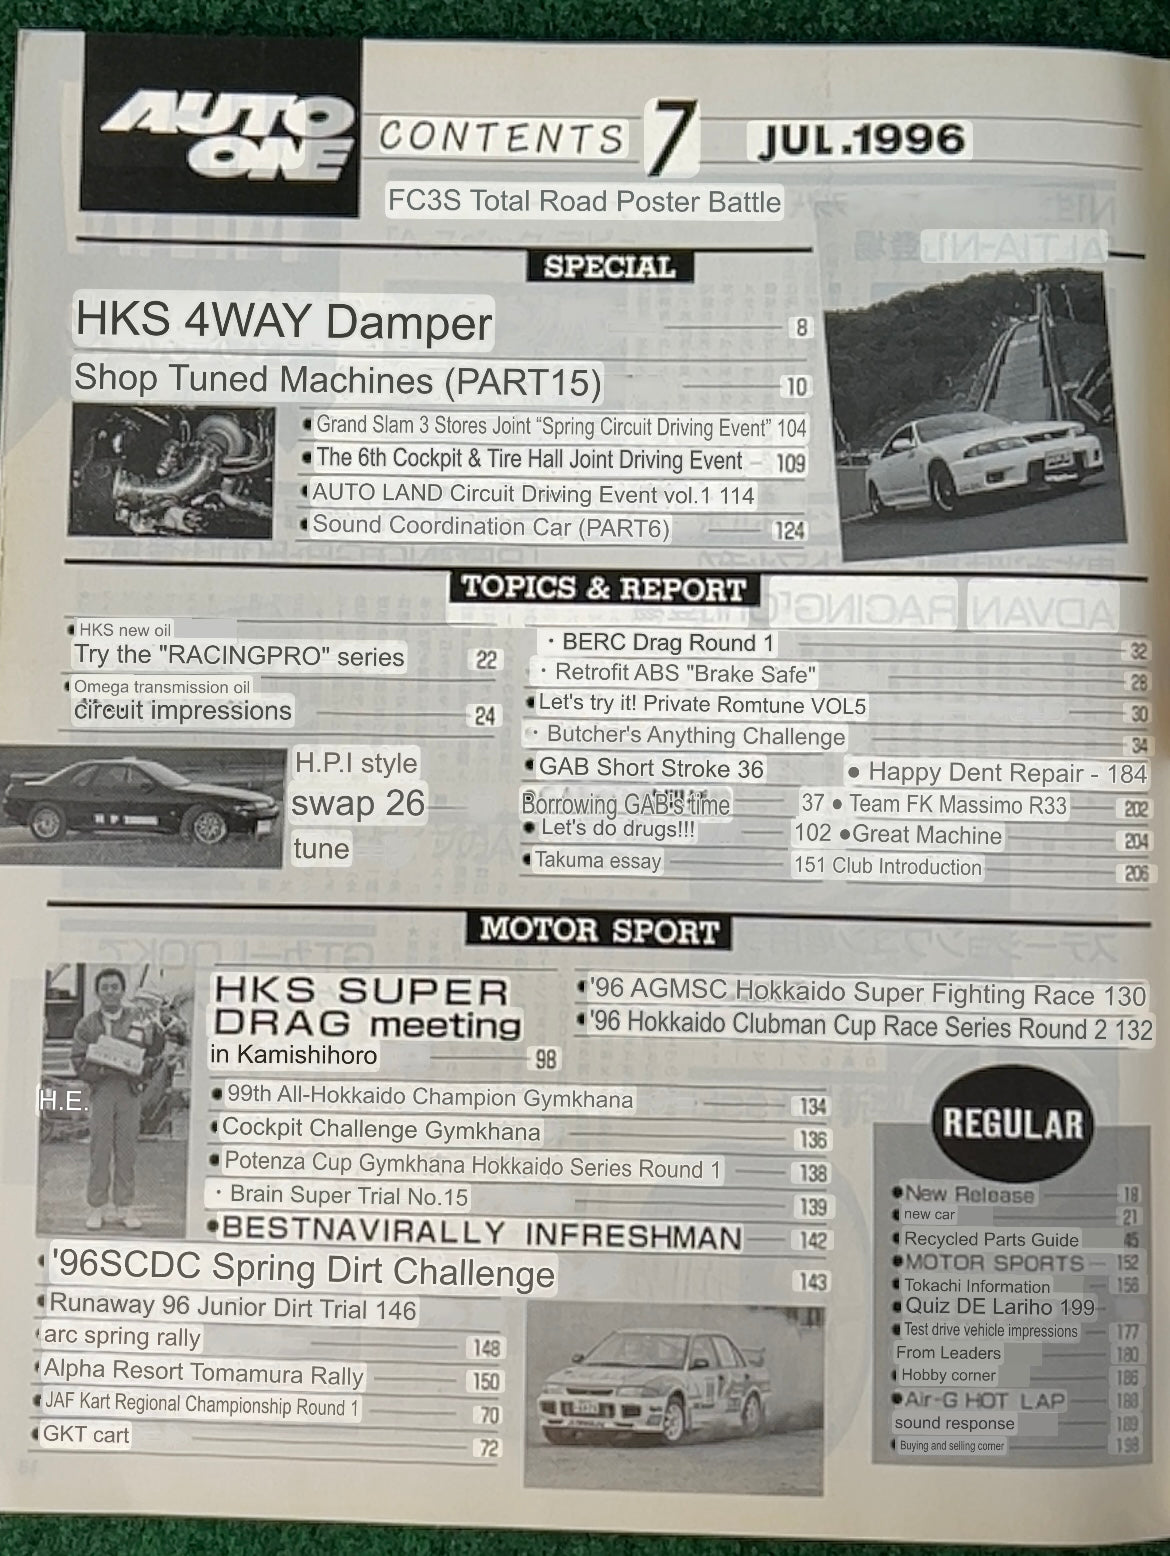 AUTO ONE
CONTENTS 7 JUL.1996
FC3S Total Road Poster Battle
SPECIAL
HKS 4WAY Damper 8
Shop Tuned Machines (PART15) 10
•Grand Slam 3 Stores Joint “Spring Circuit Driving Event” 104
•The 6th Cockpit & Tire Hall Joint Driving Event 109
•AUTO LAND Circuit Driving Event vol.1 114
•Sound Coordination Car (PART6) 124
TOPICS & REPORT
•HKS new oil
Try the "RACINGPRO" series 22
•Omega transmission oil
circuit impressions 24
H.P.I style
swap 26
tune
· BERC Drag Round 1 32
· Retrofit ABS "Brake Safe" 28
•Let's try it! Private Romtune VOL5 30
· Butcher's Anything Challenge 34
•GAB Short Stroke 36
Borrowing GAB's time 37
• Let's do drugs!!! 102
•Takuma essay 151
• Happy Dent Repair - 184
• Team FK Massimo R33 202
•Great Machine 204
Club Introduction 206
MOTOR SPORT
HKS SUPER
DRAG meeting
in Kamishihoro 98
H.E.
•'96 AGMSC Hokkaido Super Fighting Race 130
•'96 Hokkaido Clubman Cup Race Series Round 2 132
•99th All-Hokkaido Champion Gymkhana 134
•Cockpit Challenge Gymkhana 136
•Potenza Cup Gymkhana Hokkaido Series Round 1 138
· Brain Super Trial No.15 139
•BESTNAVIRALLY INFRESHMAN 142
•'96SCDC Spring Dirt Challenge 143
•Runaway 96 Junior Dirt Trial 146
•arc spring rally 148
•Alpha Resort Tomamura Rally 150
•JAF Kart Regional Championship Round 1 70
•GKT cart 72
REGULAR
•New Release 18
•new car 21
•Recycled Parts Guide 45
•MOTOR SPORTS 152
•Tokachi Information 156
•Quiz DE Lariho 199
•Test drive vehicle impressions 177
From Leaders 180
•Hobby corner 186
•Air-G HOT LAP 188
sound response 189
•Buying and selling corner 198